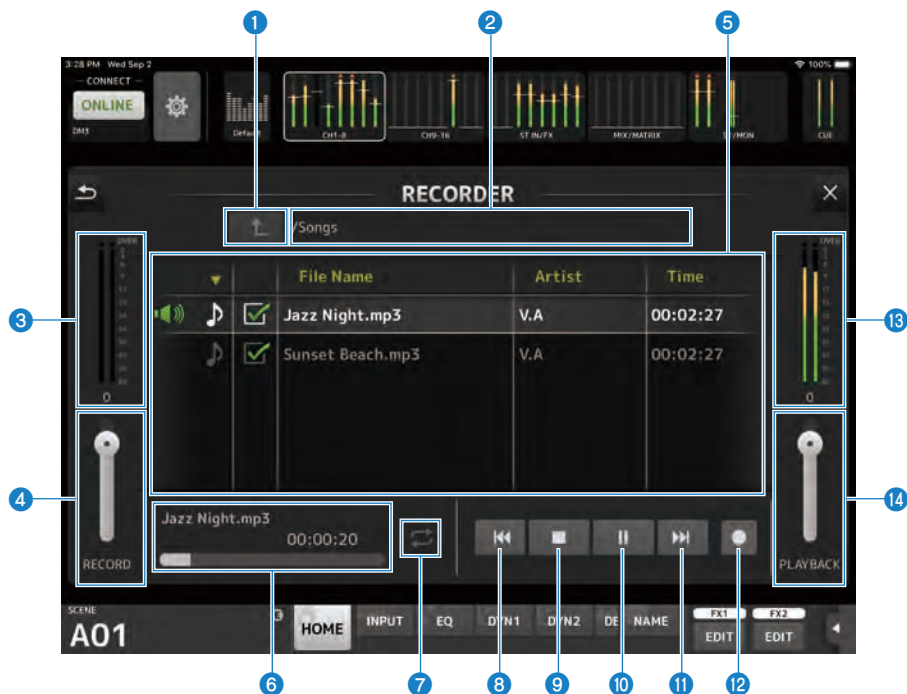 1 2 5
3:28 PM Wed Sep 2 100%
CONNECT
ONLINE
DM3
Default CH1-8 CH9-16 ST IN/FX MIX/MATRIX CUE
RECORDER
/Songs
OVER OVER
File Name Artist Time
Jazz Night.mp3 V.A 00:02:27
Sunset Beach.mp3 V.A 00:02:27
3 13
0 0
4 14
Jazz Night.mp3
00:00:20
RECORD PLAYBACK
SCENE
A01
HOME INPUT EQ DYN1 DYN2 NAME
FX1 EDIT FX2 EDIT
6 7 8 9 10 11 12